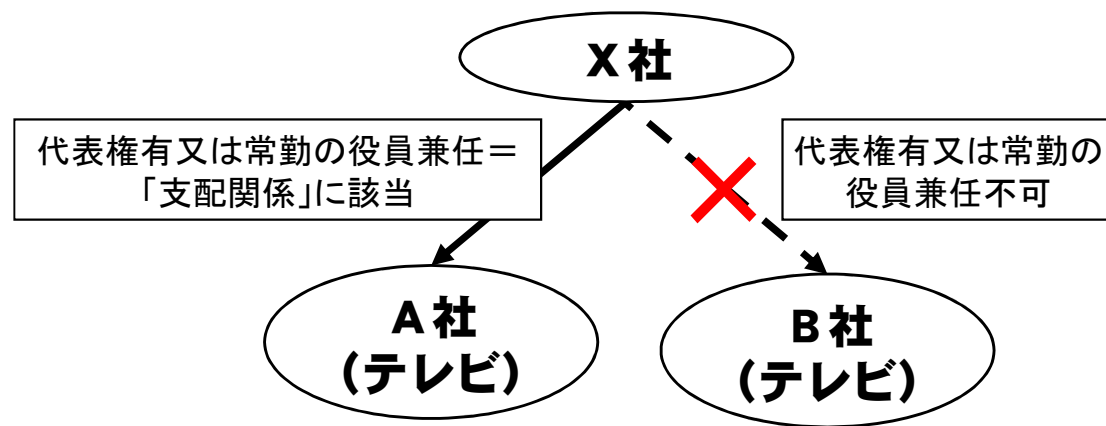 X社
代表権有又は常勤の役員兼任＝
「支配関係」に該当
代表権有又は常勤の
役員兼任不可
A社
(テレビ)
B社
(テレビ)